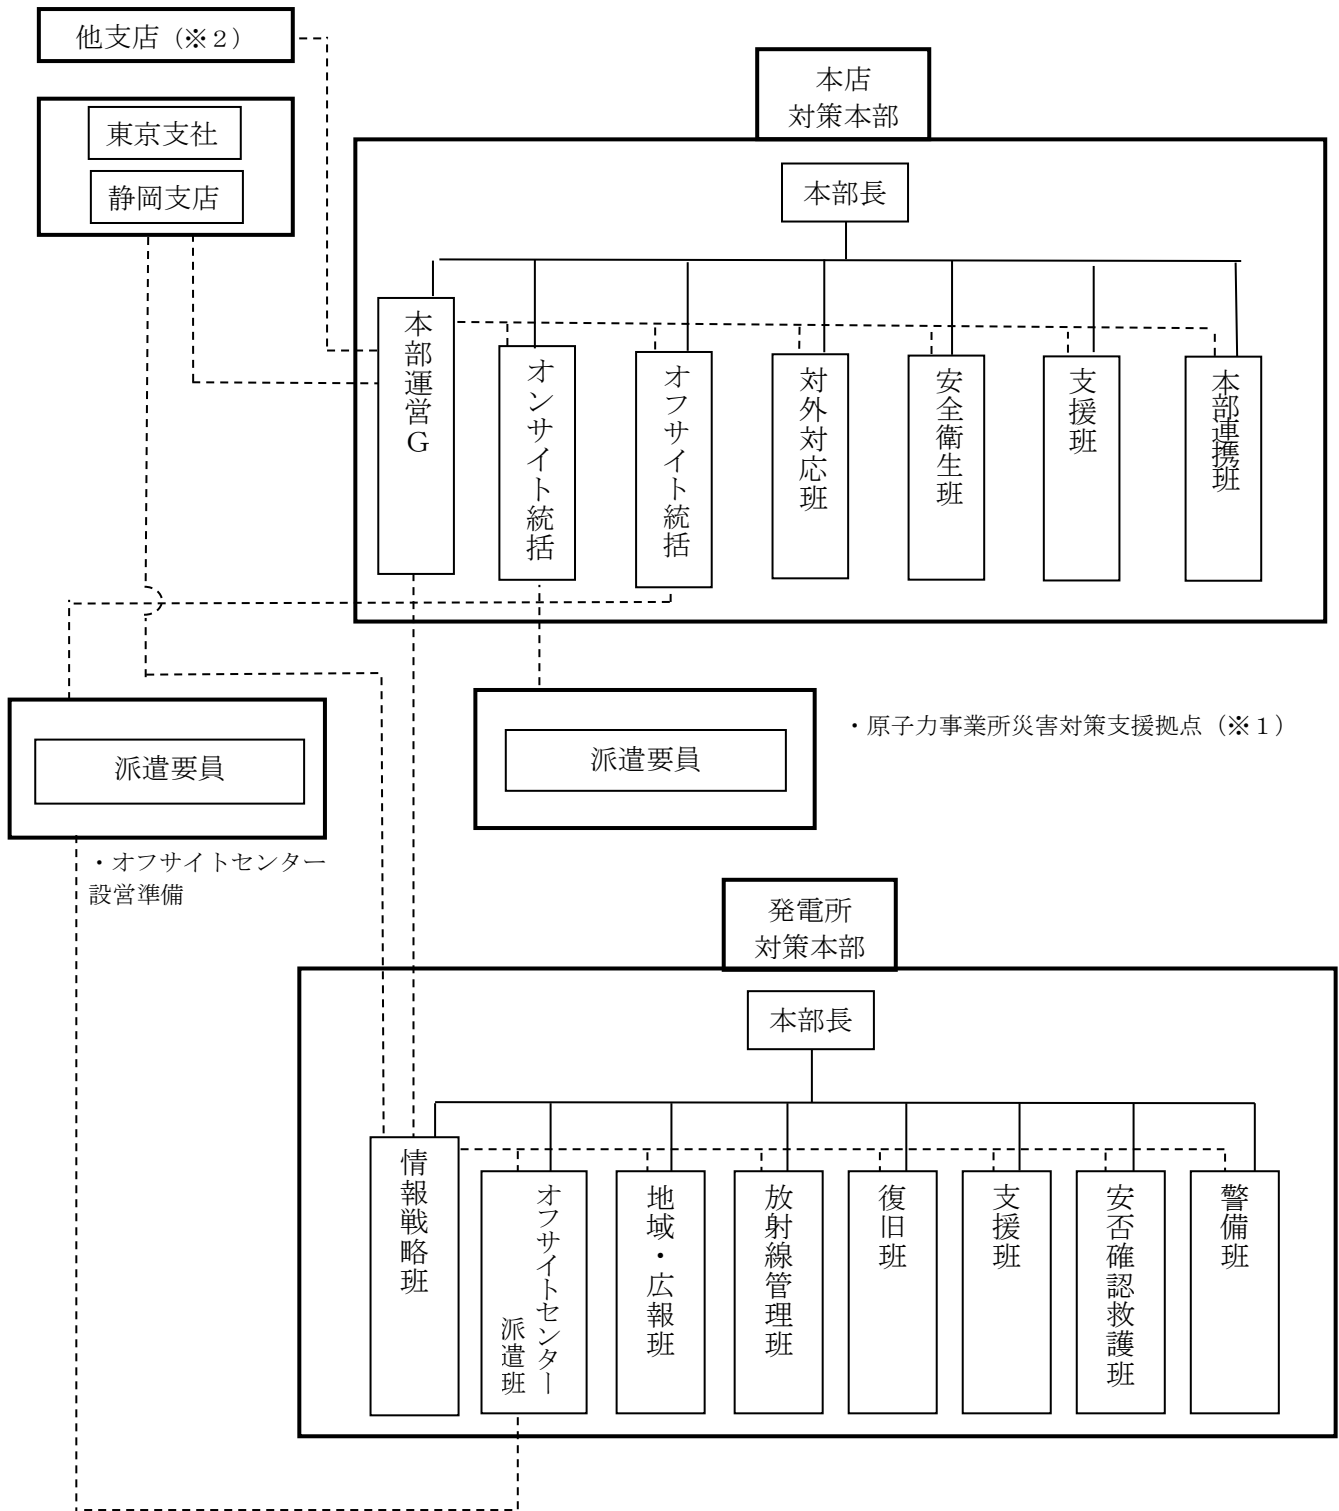 他支店（※２）
東京支社
静岡支店
本店
対策本部
本部長
本部運営Ｇ
オンサイト統括
オフサイト統括
対外対応班
安全衛生班
支援班
本部連携班
派遣要員
・オフサイトセンター
設営準備
派遣要員
・原子力事業所災害対策支援拠点（※１）
発電所
対策本部
本部長
情報戦略班
オフサイトセンター
派遣班
地域・広報班
放射線管理班
復旧班
支援班
安否確認救護班
警備班